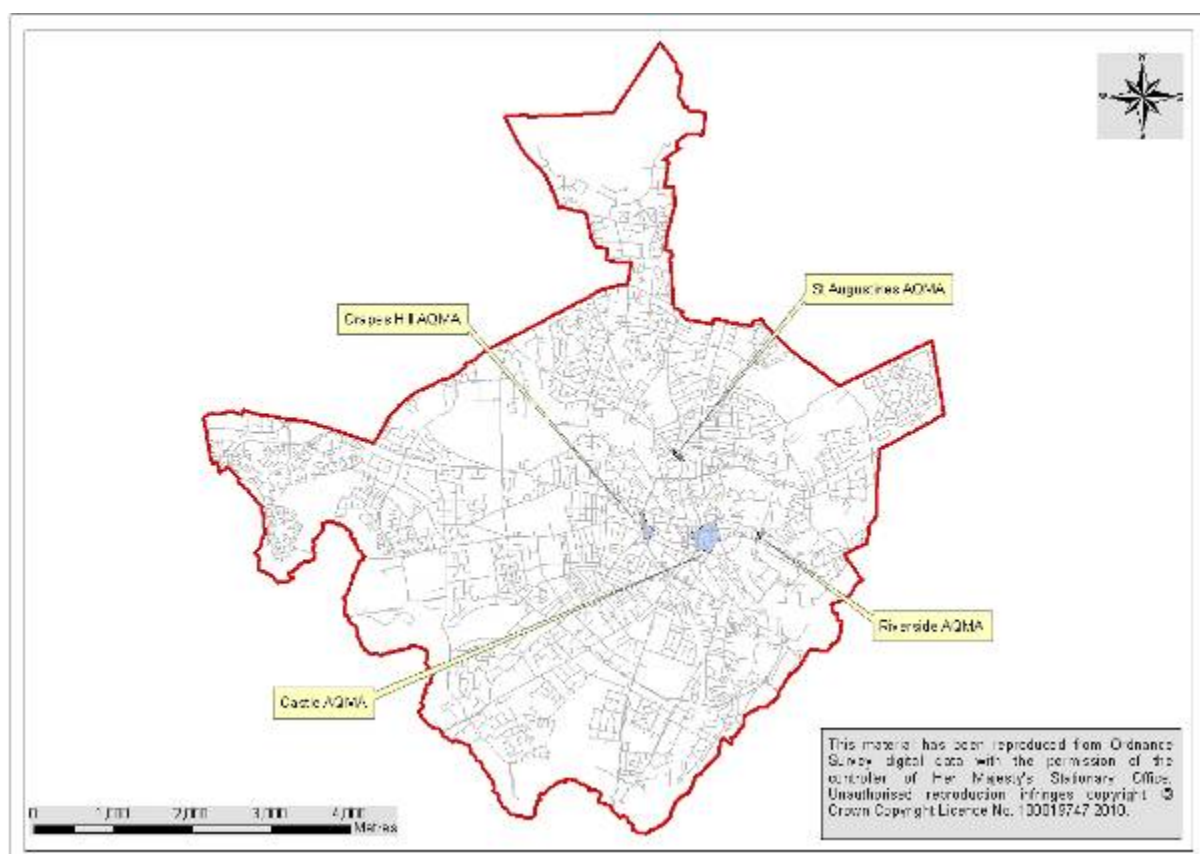 St Augustines AQMA
Grapes Hill AQMA
Riverside AQMA
Castle AQMA
This material has been reproduced from Ordnance
Survey digital data with the permission of the
controller of Her Majesty's Stationary Office.
Unauthorised reproduction infringes copyright ©
Crown Copyright Licence No. 100019747 2010.
0 1,000 2,000 3,000 4,000
Metres